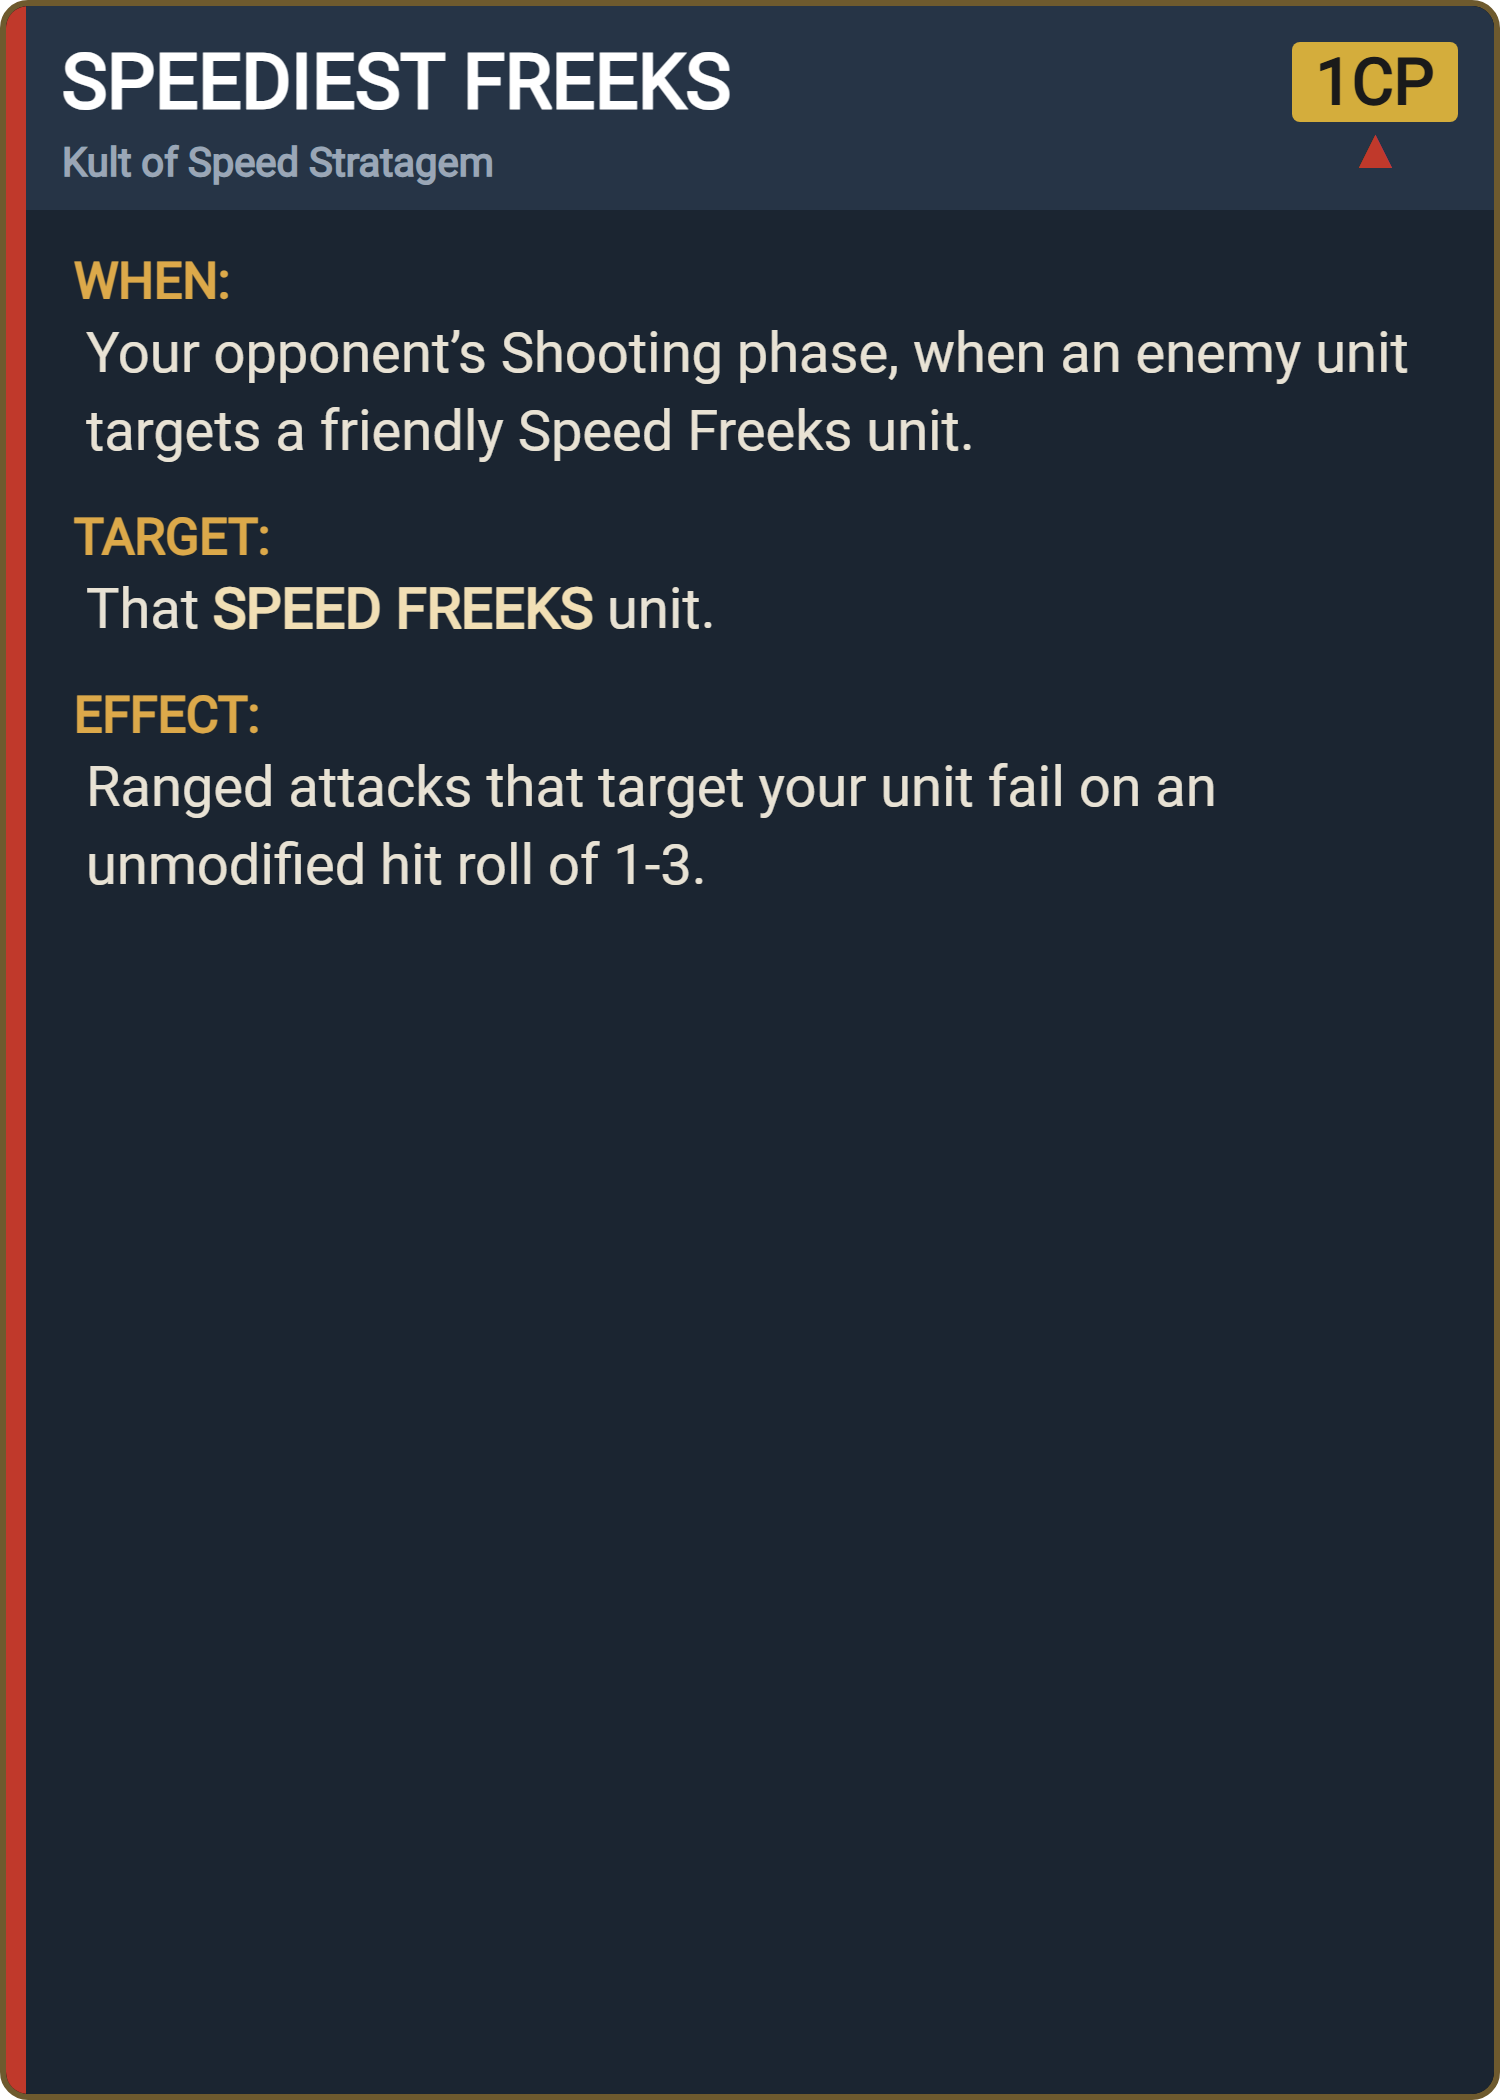 SPEEDIEST FREEKS
1CP
Kult of Speed Stratagem
WHEN:
Your opponent’s Shooting phase, when an enemy unit
targets a friendly Speed Freeks unit.
TARGET:
That SPEED FREEKS unit.
EFFECT:
Ranged attacks that target your unit fail on an
unmodified hit roll of 1-3.